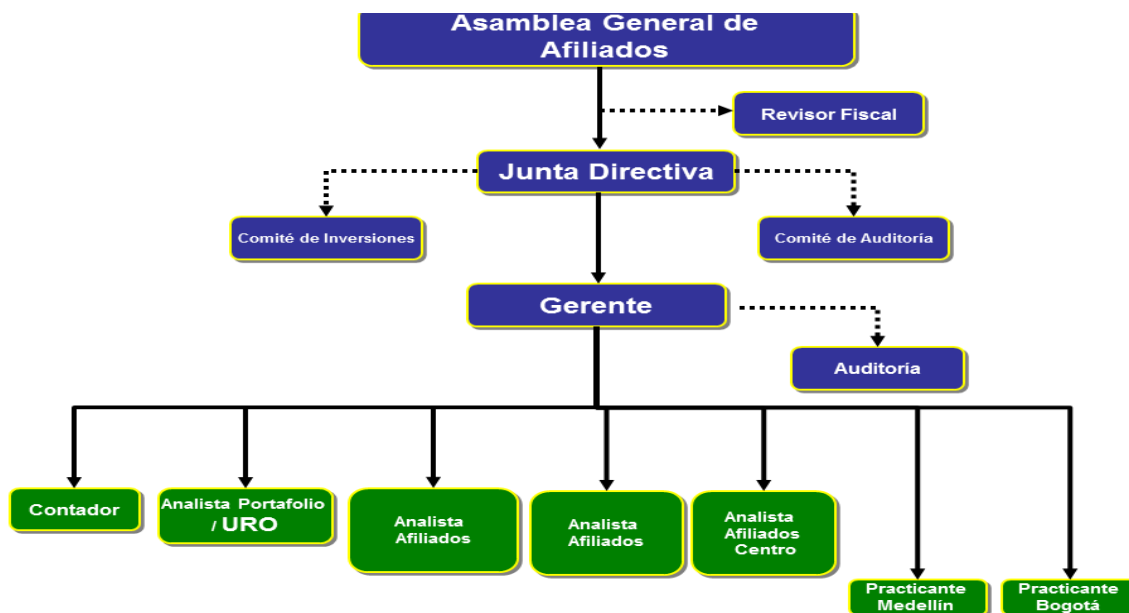 Asamblea General de
Afiliados
Revisor Fiscal
Junta Directiva
Comité de Inversiones
Comité de Auditoría
Gerente
Auditoría
Contador
Analista Portafolio
/ URO
Analista
Afiliados
Analista
Afiliados
Analista
Afiliados
Centro
Practicante
Medellín
Practicante
Bogotá